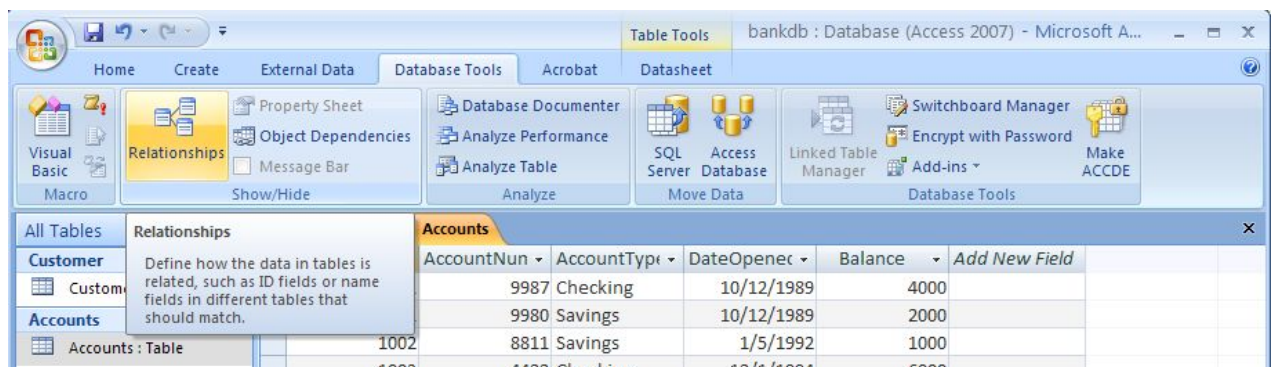 Table Tools bankdb : Database (Access 2007) - Microsoft A...
Home Create External Data Database Tools Acrobat Datasheet
Visual Basic
Macro
Relationships
Property Sheet
Object Dependencies
Message Bar
Show/Hide
Database Documenter
Analyze Performance
Analyze Table
Analyze
SQL Server
Access Database
Move Data
Linked Table Manager
Switchboard Manager
Encrypt with Password
Add-ins
Make ACCDE
Database Tools
All Tables
Customer
Custom
Accounts
Accounts : Table
Relationships
Define how the data in tables is
related, such as ID fields or name
fields in different tables that
should match.
Accounts
AccountNun AccountType DateOpenec Balance Add New Field
9987 Checking 10/12/1989 4000
9980 Savings 10/12/1989 2000
1002 8811 Savings 1/5/1992 1000